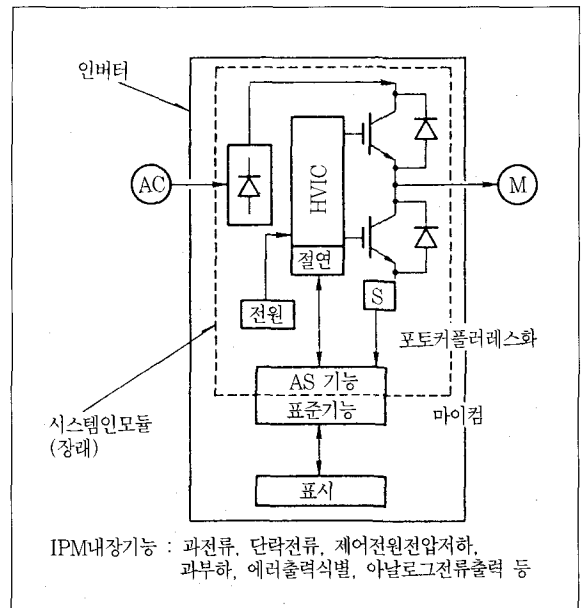 인버터
AC
HVIC
M
절연
전원
S
포토커플러레스화
AS 기능
표준기능
마이컴
시스템인모듈
(장래)
표시
IPM내장기능 : 과전류, 단락전류, 제어전원전압저하,
과부하, 에러출력식별, 아날로그전류출력 등